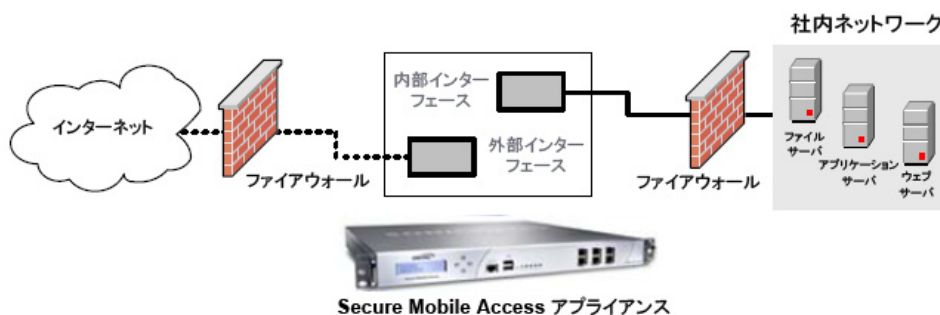 社内ネットワーク
インターネット
ファイアウォール
内部インター
フェース
外部インター
フェース
ファイアウォール
ファイル
サーバ
アプリケーション
サーバ
ウェブ
サーバ
Secure Mobile Access アプライアンス